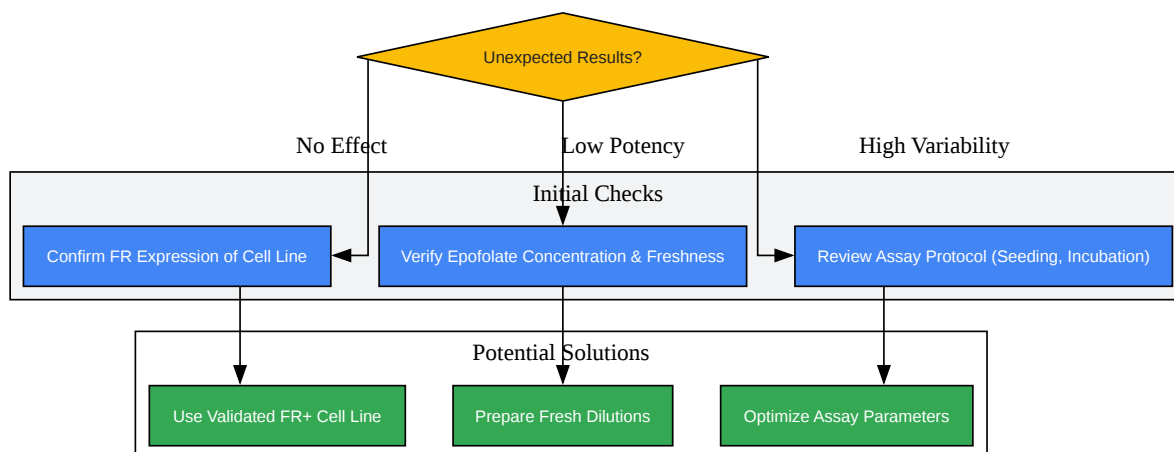 Unexpected Results?
No Effect
Low Potency
High Variability
Initial Checks
Confirm FR Expression of Cell Line
Verify Epofolate Concentration & Freshness
Review Assay Protocol (Seeding, Incubation)
Potential Solutions
Use Validated FR+ Cell Line
Prepare Fresh Dilutions
Optimize Assay Parameters